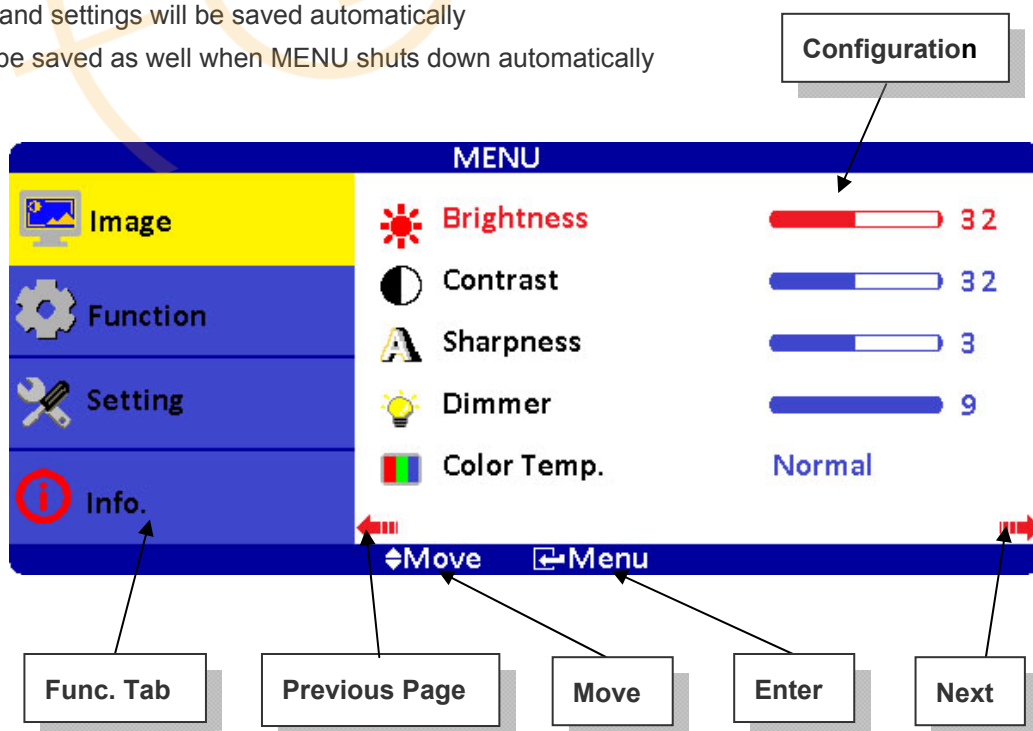 and settings will be saved automatically
be saved as well when MENU shuts down automatically
Configuration
MENU
Image
Function
Setting
Info.
Brightness 32
Contrast 32
Sharpness 3
Dimmer 9
Color Temp. Normal
Move Menu
Func. Tab
Previous Page
Move
Enter
Next